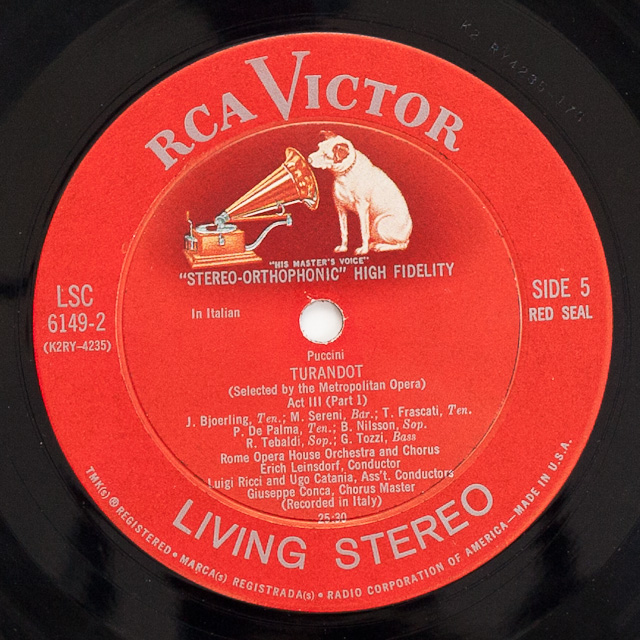 K2 RY4235 17S
RCA VICTOR
"HIS MASTER'S VOICE"
"STEREO-ORTHOPHONIC" HIGH FIDELITY
LSC
6149-2
(K2RY-4235)
In Italian
SIDE 5
RED SEAL
Puccini
TURANDOT
(Selected by the Metropolitan Opera)
Act III (Part 1)
J. Bjoerling, Ten.; M. Sereni, Bar.; T. Frascati, Ten.
P. De Palma, Ten.; B. Nilsson, Sop.
R. Tebaldi, Sop.; G. Tozzi, Bass
Rome Opera House Orchestra and Chorus
Erich Leinsdorf, Conductor
Luigi Ricci and Ugo Catania, Ass't. Conductors
Giuseppe Conca, Chorus Master
(Recorded in Italy)
25:30
LIVING STEREO
TMK(s) ® REGISTERED • MARCA(s) REGISTRADA(s) • RADIO CORPORATION OF AMERICA—MADE IN U.S.A.